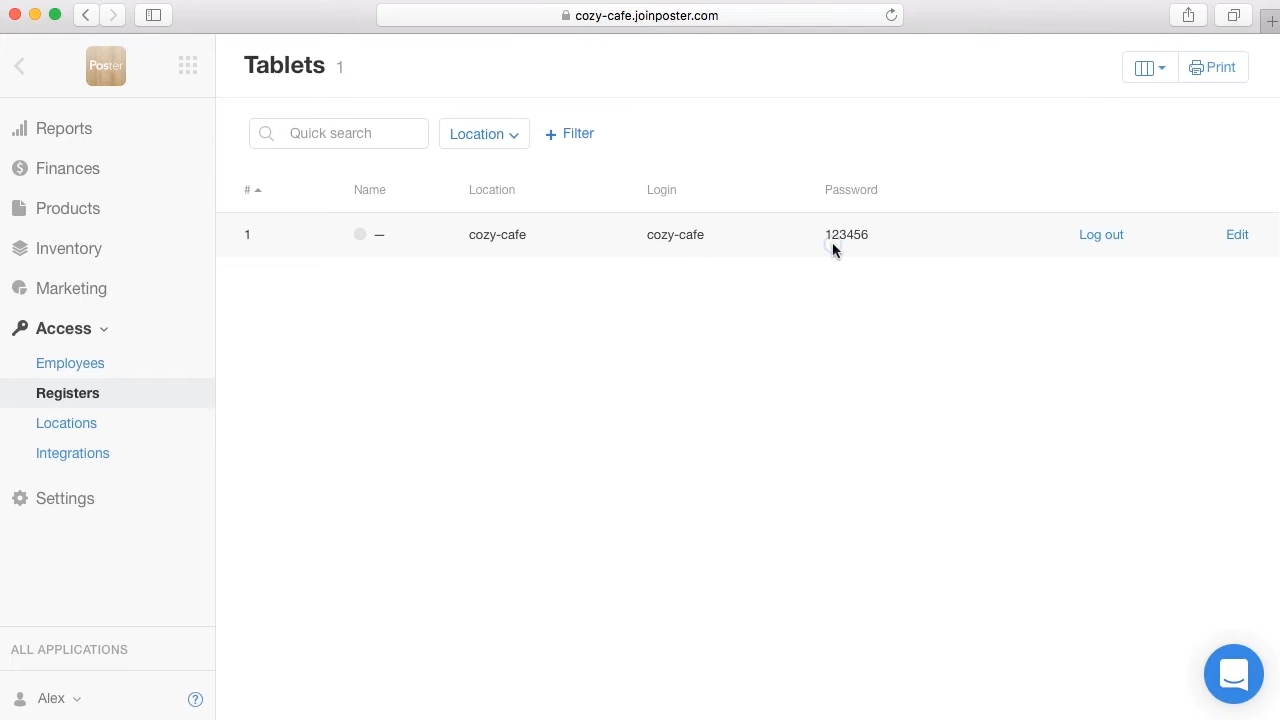 cozy-cafe.joinposter.com
Poster
Tablets 1
Print
Reports
Finances
Products
Inventory
Marketing
Access
Employees
Registers
Locations
Integrations
Settings
ALL APPLICATIONS
Alex
?
Quick search
Location
+ Filter
# Name Location Login Password
1 — cozy-cafe cozy-cafe 123456 Log out Edit